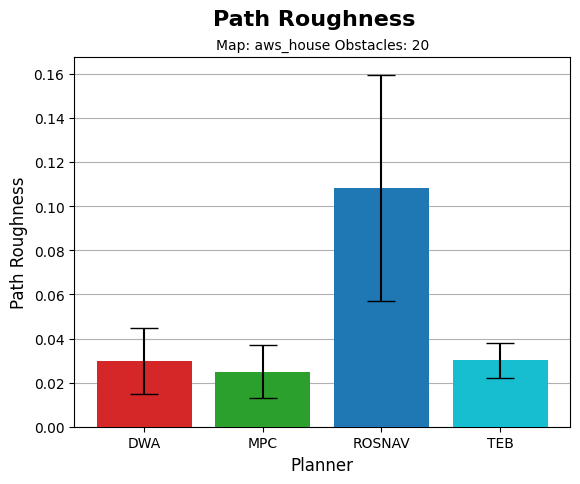 Path Roughness
Map: aws_house Obstacles: 20
Path Roughness
0.16
0.14
0.12
0.10
0.08
0.06
0.04
0.02
0.00
DWA MPC ROSNAV TEB
Planner